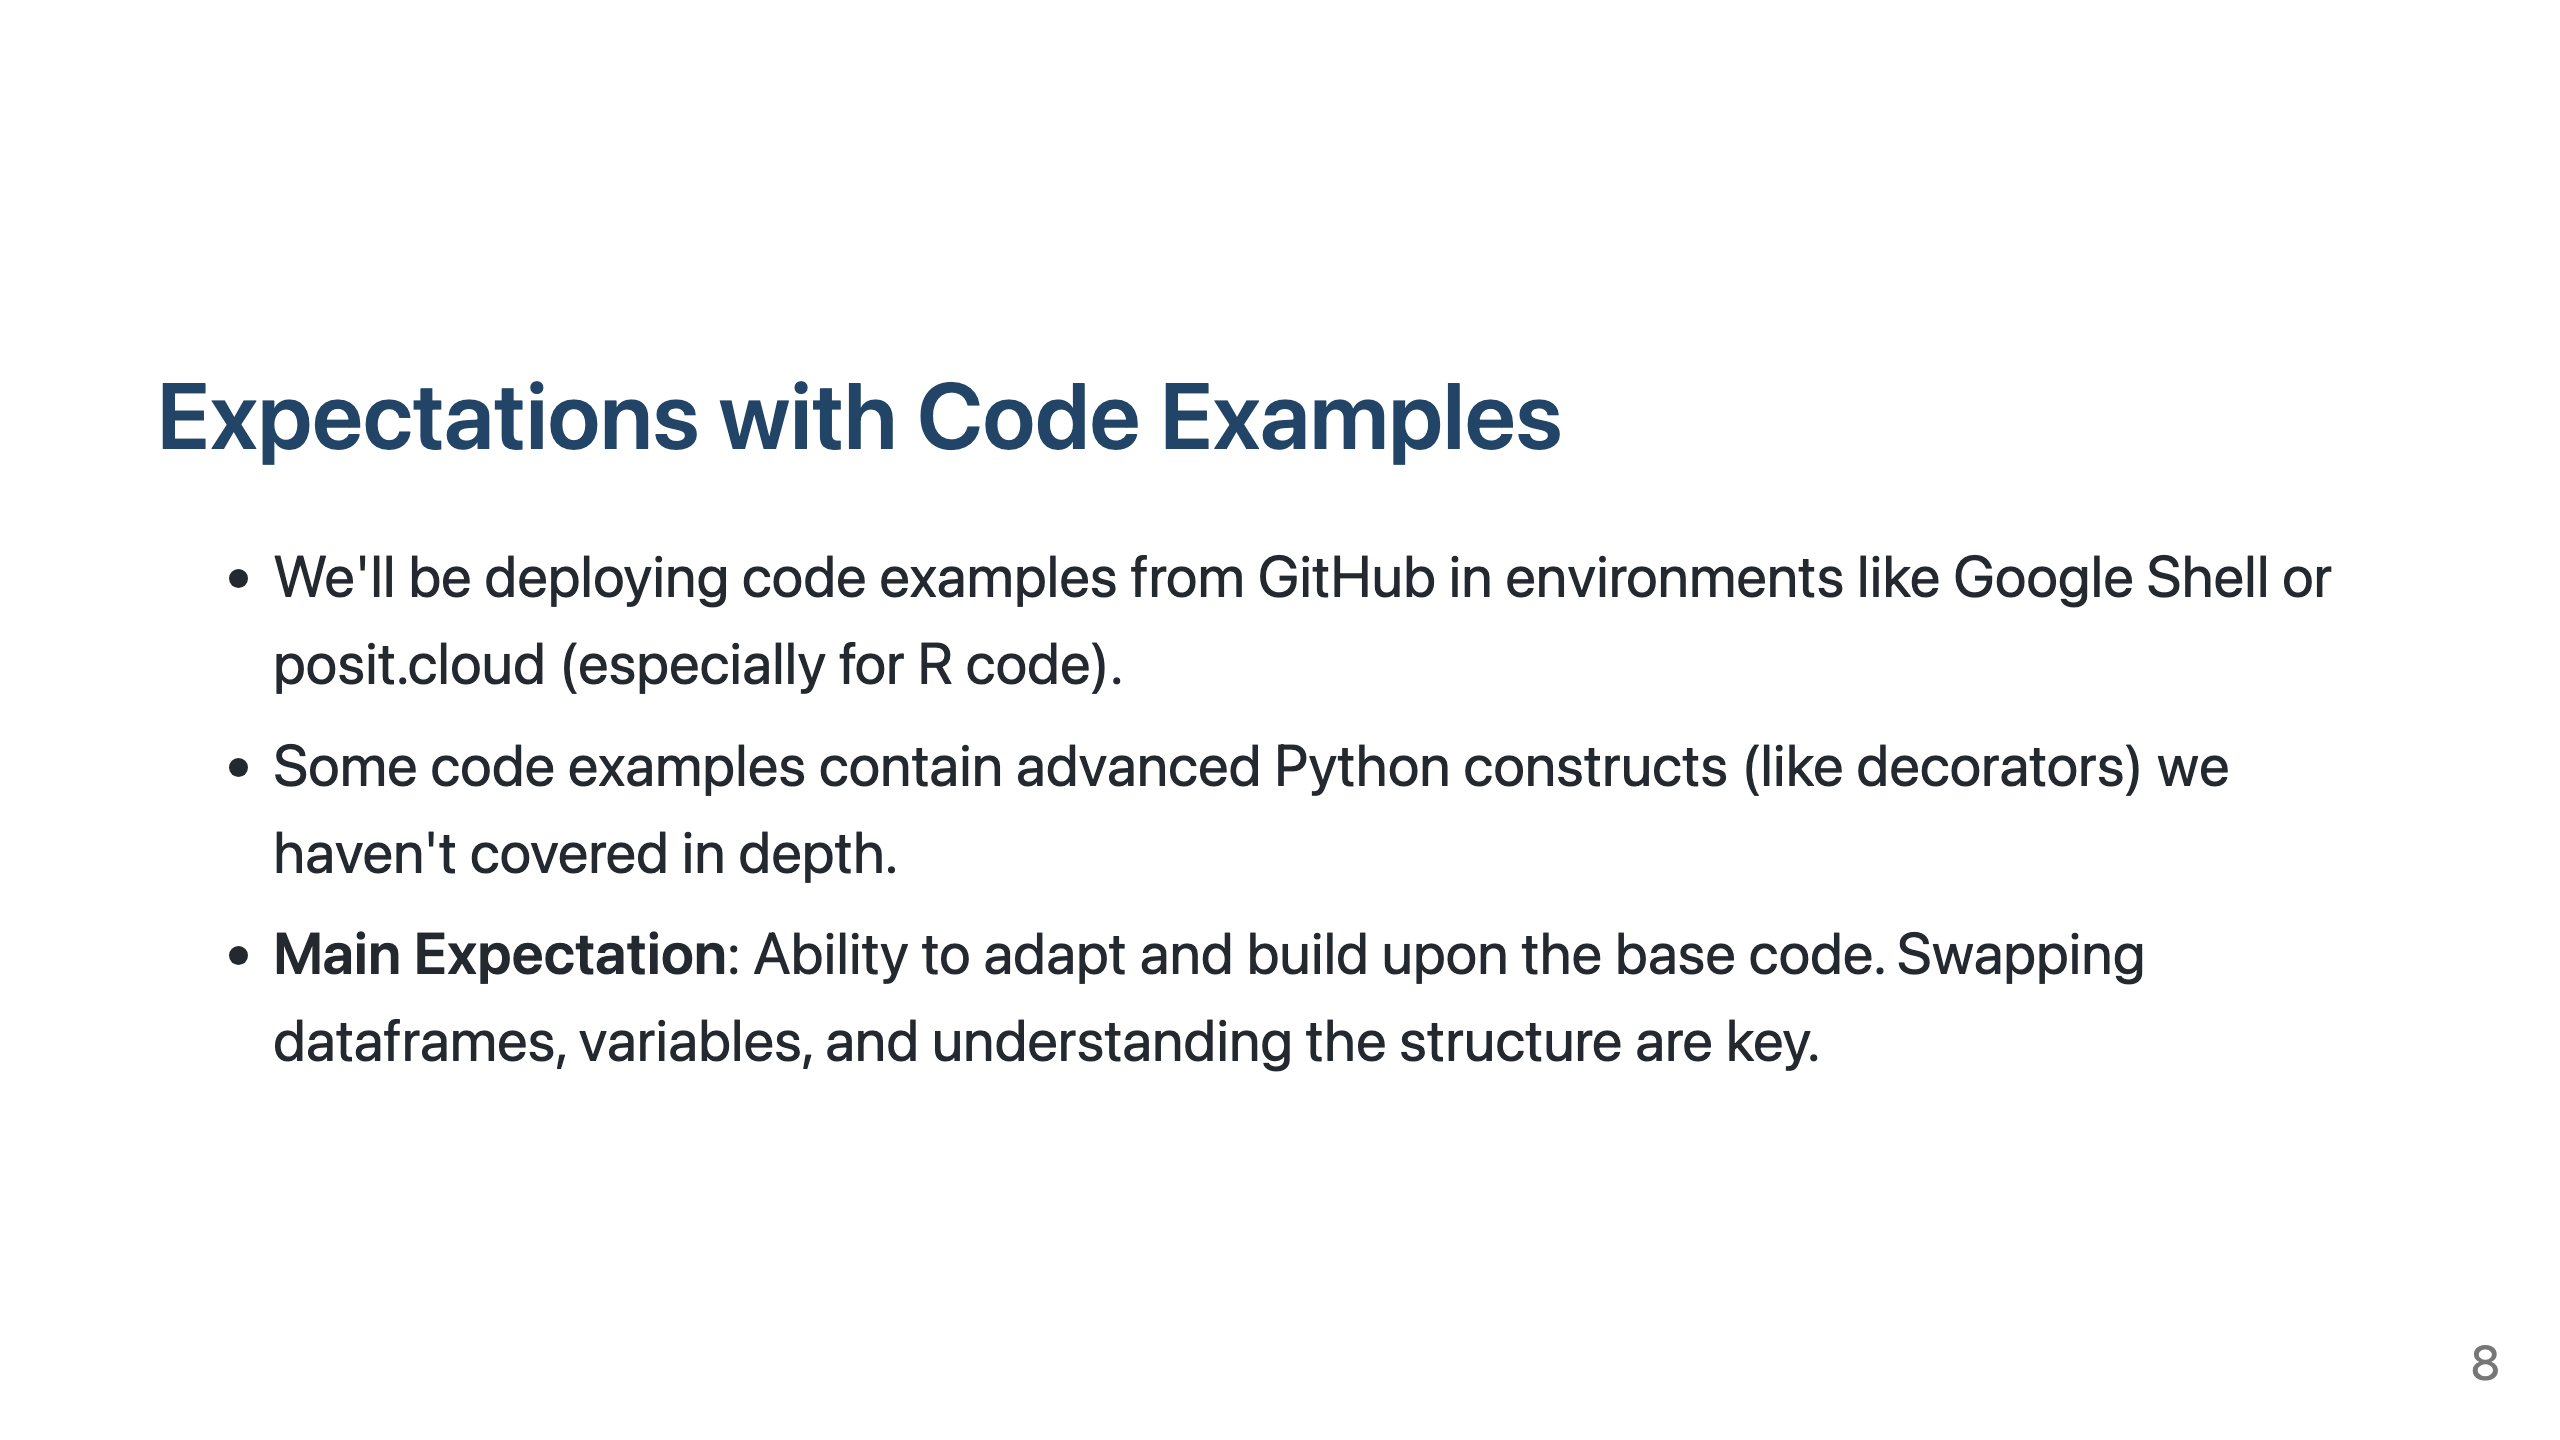 Expectations with Code Examples
• We'll be deploying code examples from GitHub in environments like Google Shell or
posit.cloud (especially for R code).
• Some code examples contain advanced Python constructs (like decorators) we
haven't covered in depth.
• Main Expectation: Ability to adapt and build upon the base code. Swapping
dataframes, variables, and understanding the structure are key.
8